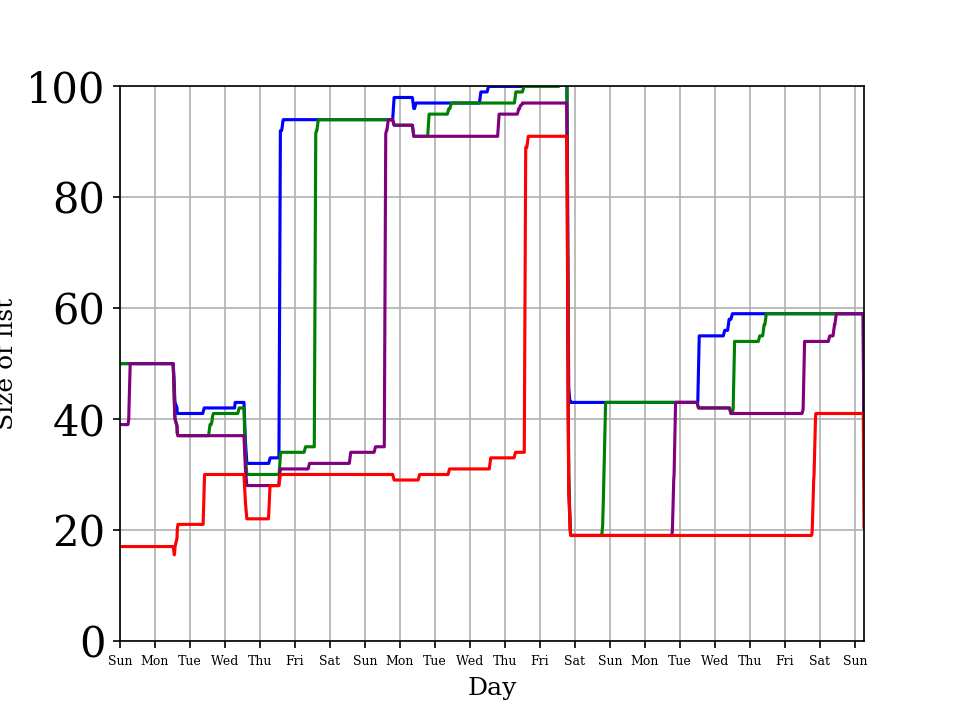 100
80
60
40
20
0
Size of list
Sun Mon Tue Wed Thu Fri Sat Sun Mon Tue Wed Thu Fri Sat Sun Mon Tue Wed Thu Fri Sat Sun
Day